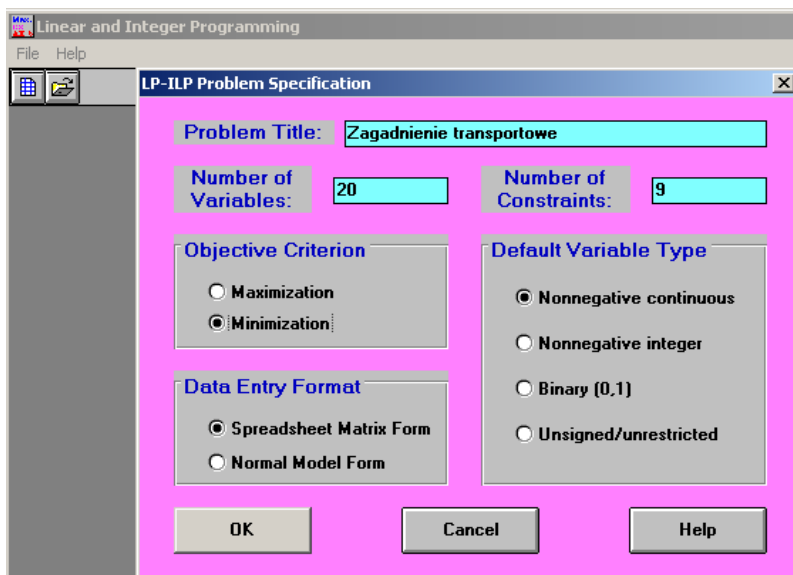 Linear and Integer Programming
File Help
LP-ILP Problem Specification
Problem Title: Zagadnienie transportowe
Number of Variables: 20
Number of Constraints: 9
Objective Criterion
Maximization
Minimization
Default Variable Type
Nonnegative continuous
Nonnegative integer
Binary (0,1)
Unsigned/unrestricted
Data Entry Format
Spreadsheet Matrix Form
Normal Model Form
OK Cancel Help